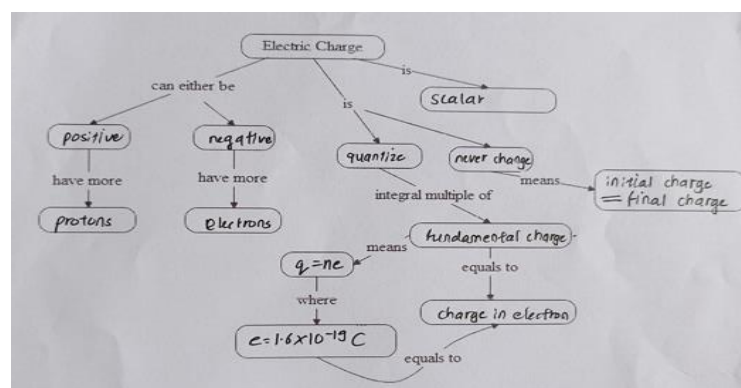 Electric Charge
is
can either be
scalar
is
positive
negative
quantize
never change
have more
have more
means
initial charge
= final charge
integral multiple of
protons
electrons
fundamental charge
means
q=ne
equals to
where
charge in electron
e=1.6×10⁻¹⁹ C
equals to